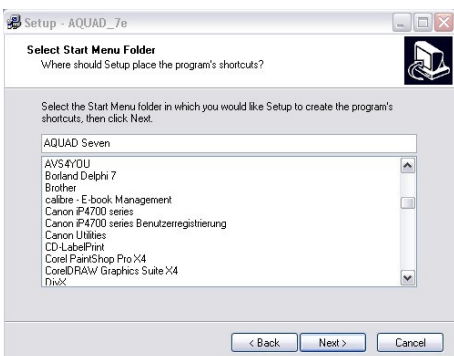 Setup - AQUAD_7e
Select Start Menu Folder
Where should Setup place the program's shortcuts?
Select the Start Menu folder in which you would like Setup to create the program's
shortcuts, then click Next.
AQUAD Seven
AVS4YOU
Borland Delphi 7
Brother
calibre - E-book Management
Canon iP4700 series
Canon iP4700 series Benutzerregistrierung
Canon Utilities
CD-LabelPrint
Corel PaintShop Pro X4
CorelDRAW Graphics Suite X4
DivX
< Back
Next >
Cancel